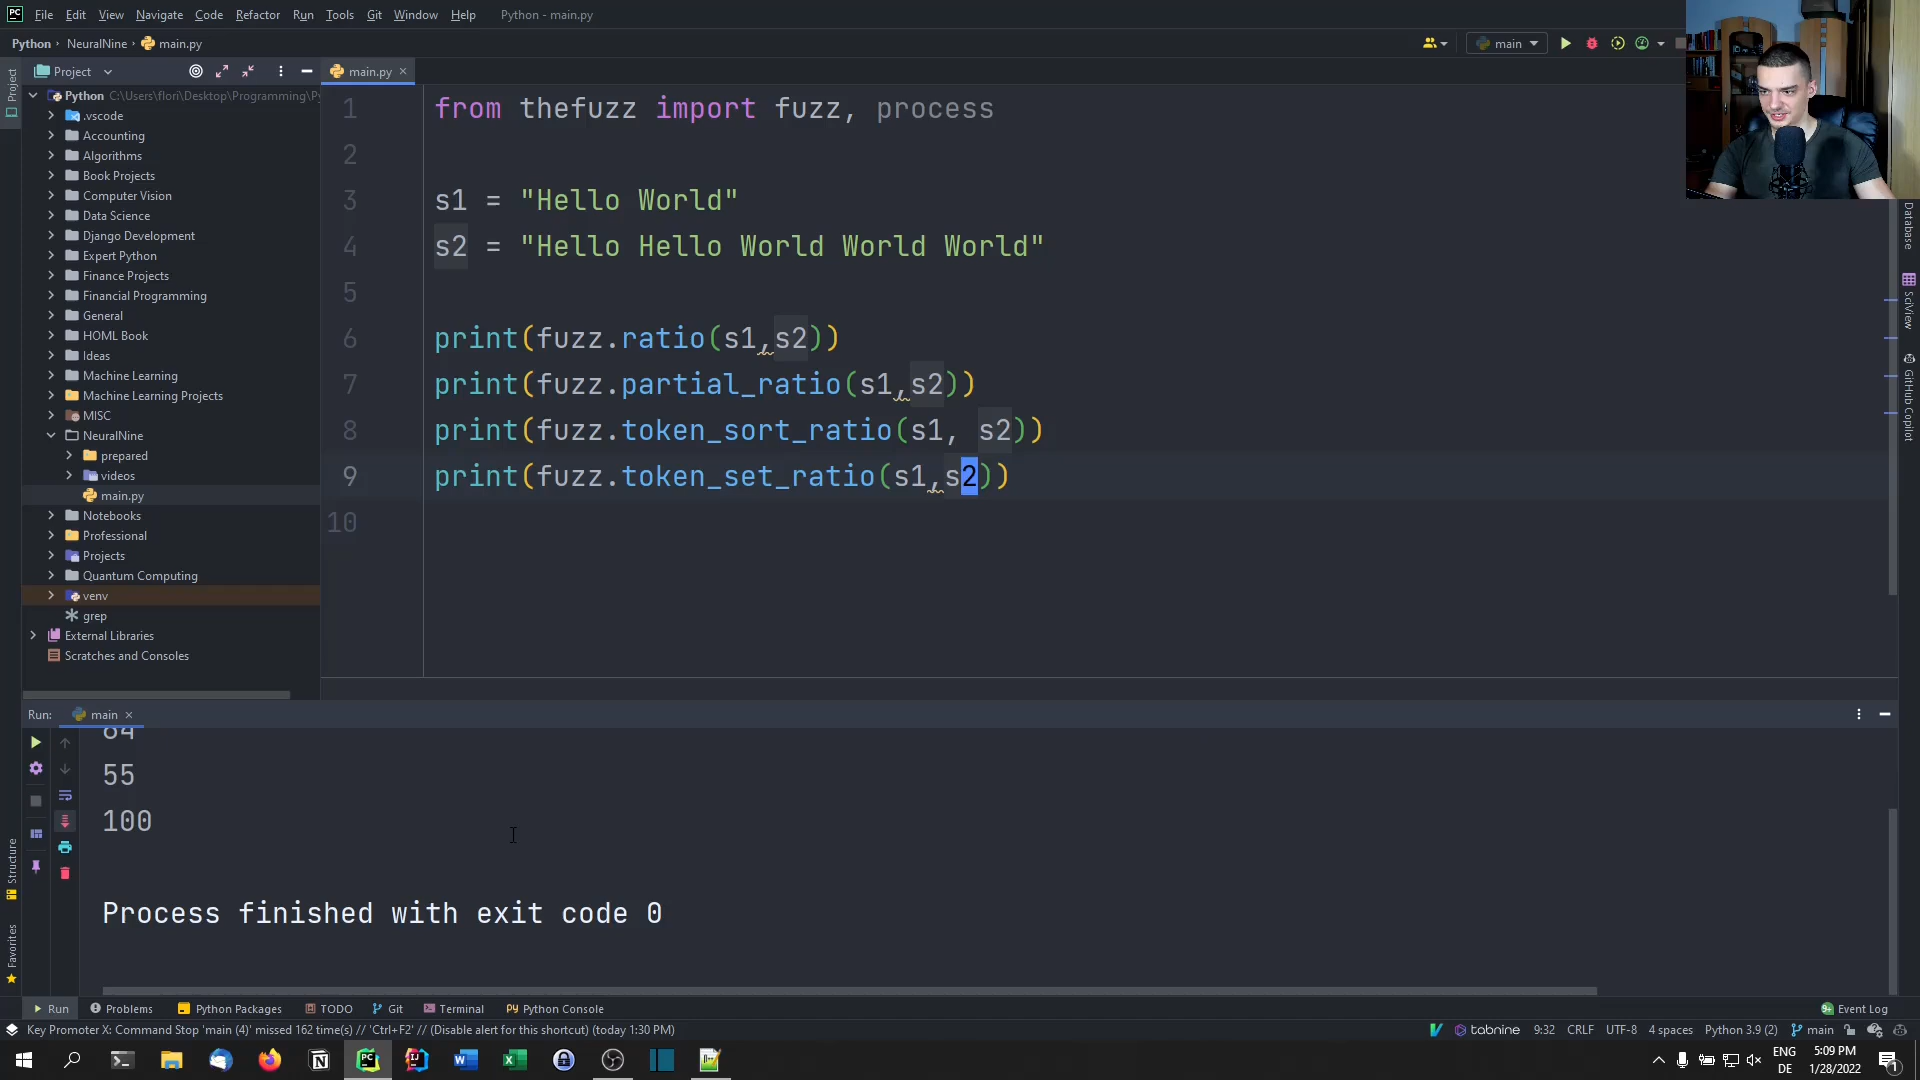 File Edit View Navigate Code Refactor Run Tools Git Window Help Python - main.py
Python NeuralNine main.py
main
Project
main.py
Project
Python C:\Users\flori\Desktop\Programming\Py
.vscode
Accounting
Algorithms
Book Projects
Computer Vision
Data Science
Django Development
Expert Python
Finance Projects
Financial Programming
General
HOML Book
Ideas
Machine Learning
Machine Learning Projects
MISC
NeuralNine
prepared
videos
main.py
Notebooks
Professional
Projects
Quantum Computing
venv
grep
External Libraries
Scratches and Consoles
1 from thefuzz import fuzz, process
2
3 s1 = "Hello World"
4 s2 = "Hello Hello World World World"
5
6 print(fuzz.ratio(s1,s2))
7 print(fuzz.partial_ratio(s1,s2))
8 print(fuzz.token_sort_ratio(s1, s2))
9 print(fuzz.token_set_ratio(s1,s2))
10
Database
SciView
GitHub Copilot
Run: main
55
100
Process finished with exit code 0
Structure
Favorites
Run Problems Python Packages TODO Git Terminal Python Console Event Log
Key Promoter X: Command Stop 'main (4)' missed 162 time(s) // 'Ctrl+F2' // (Disable alert for this shortcut) (today 1:30 PM)
tabnine 9:32 CRLF UTF-8 4 spaces Python 3.9 (2) main
ENG
DE
5:09 PM
1/28/2022
1